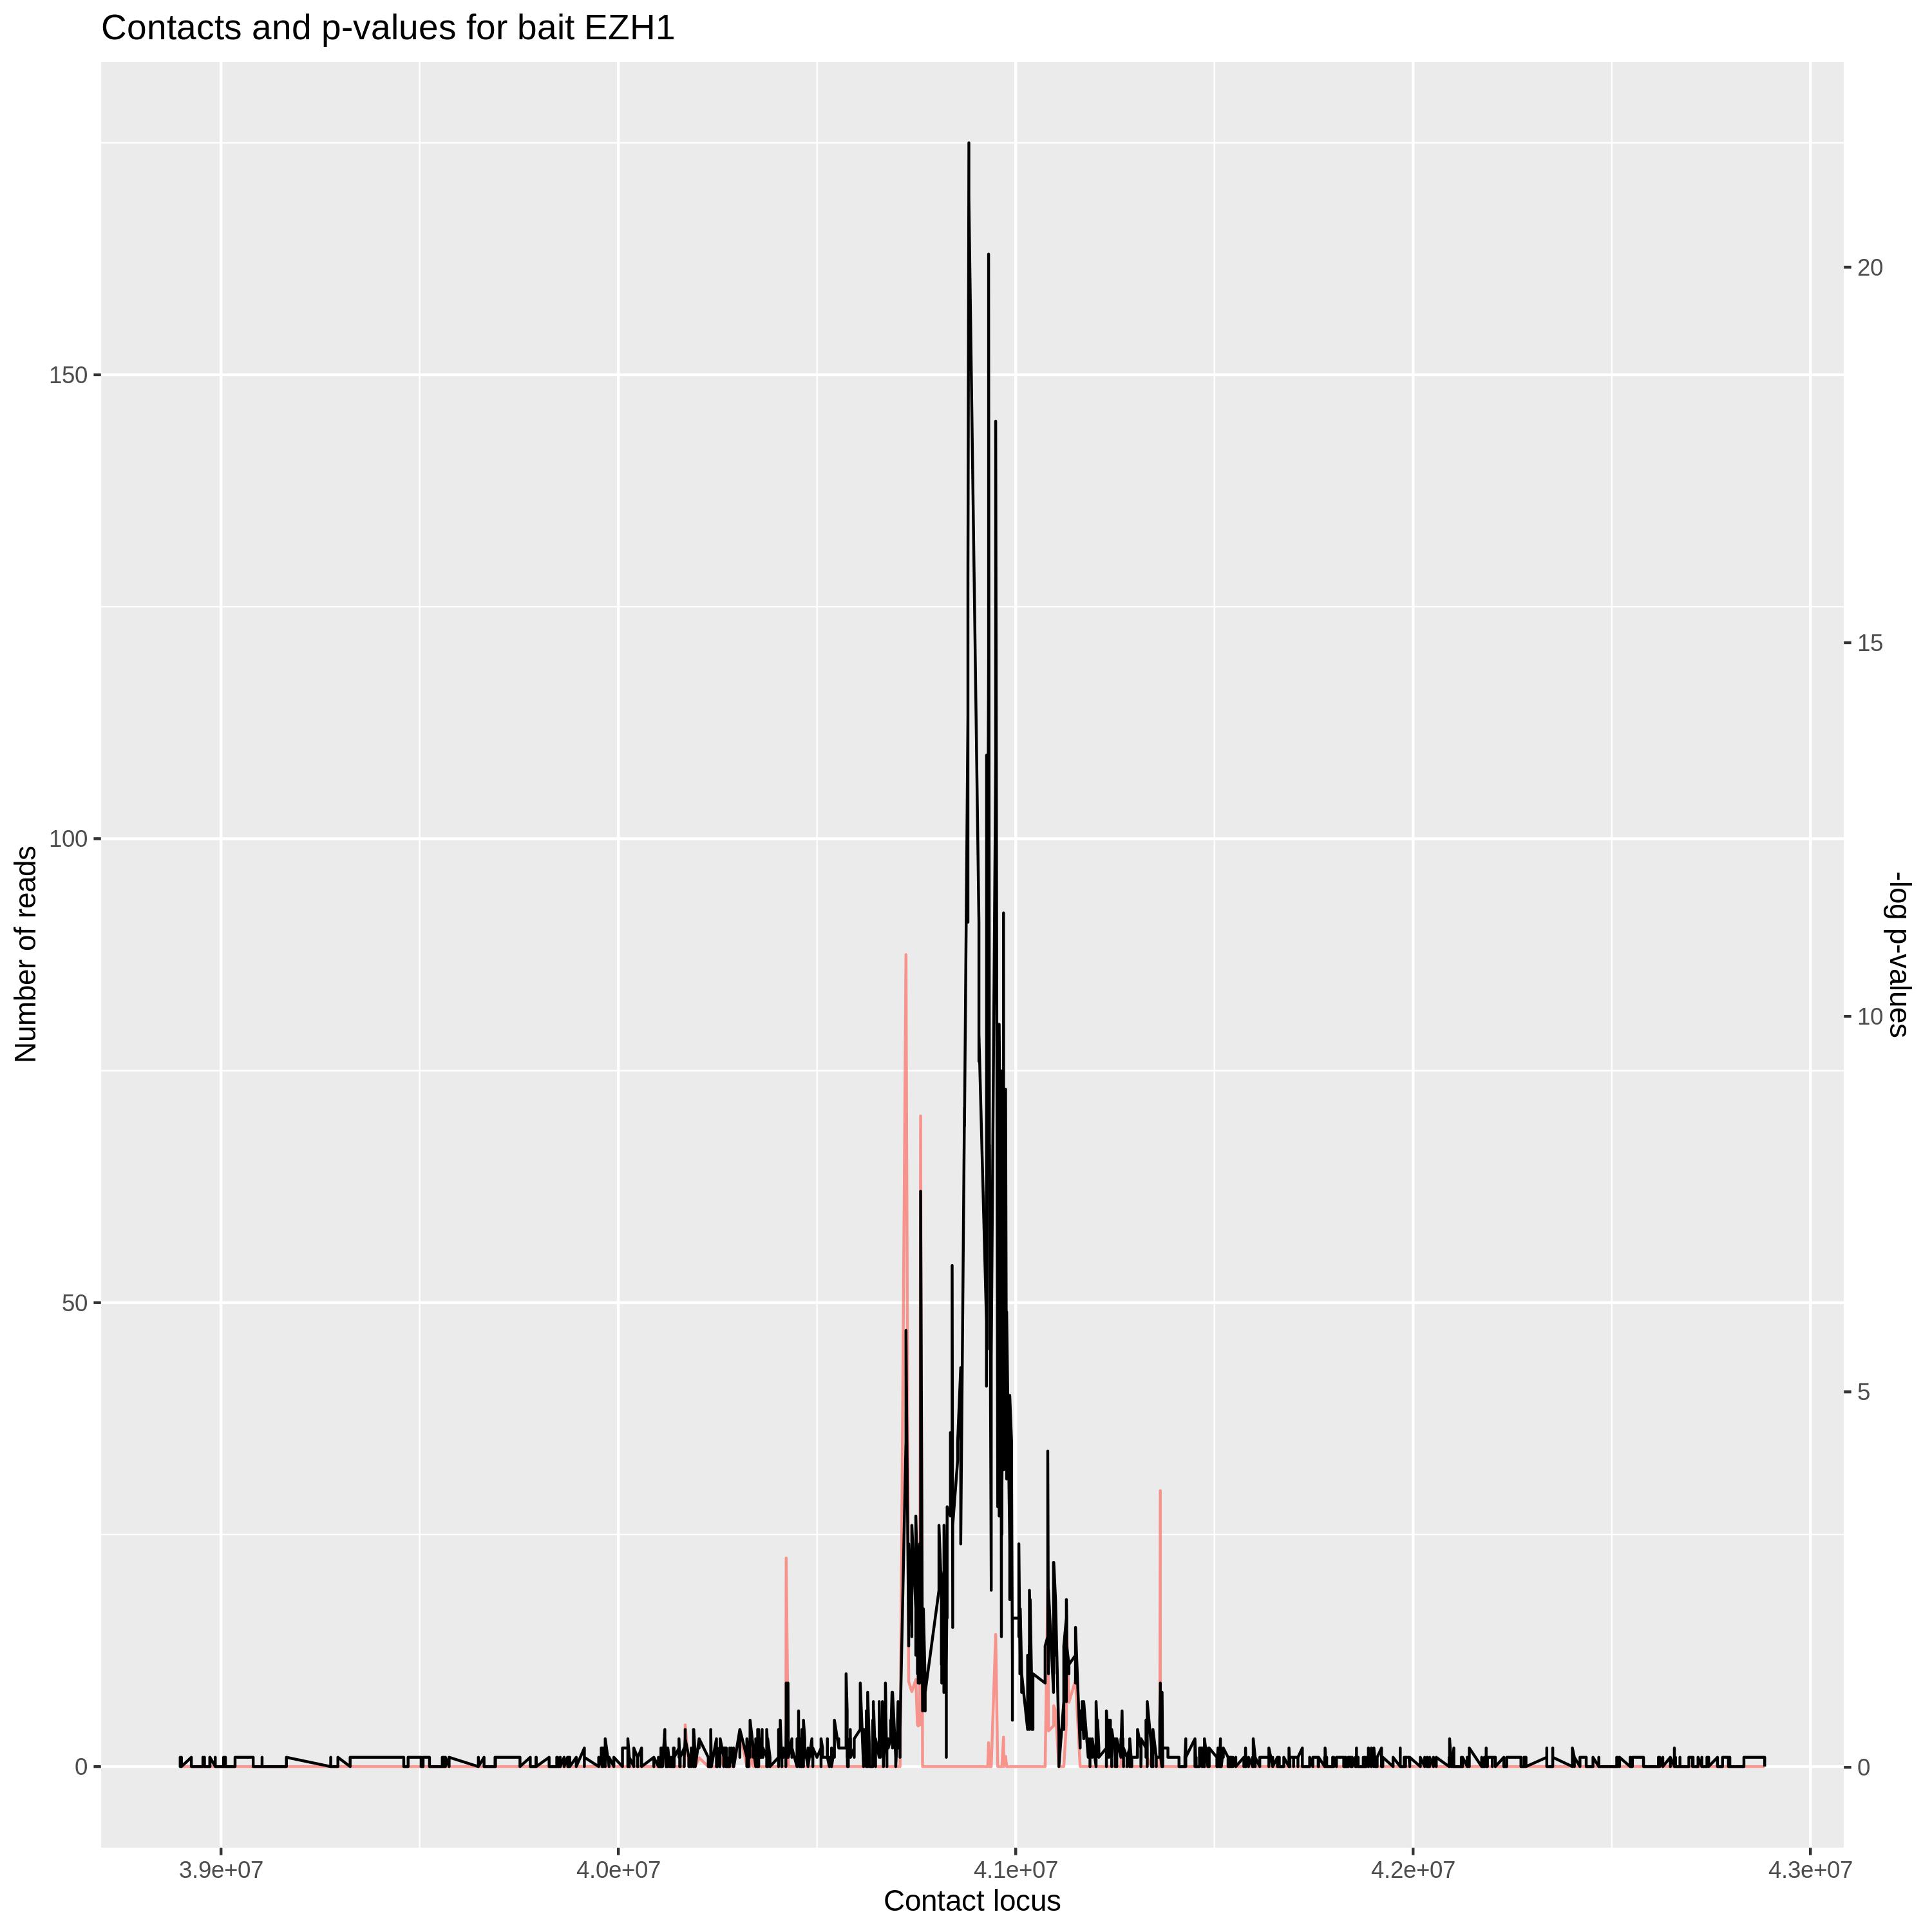 Contacts and p-values for bait EZH1
Number of reads
150
100
50
0
20
15
10
5
0
-log p-values
3.9e+07
4.0e+07
4.1e+07
4.2e+07
4.3e+07
Contact locus